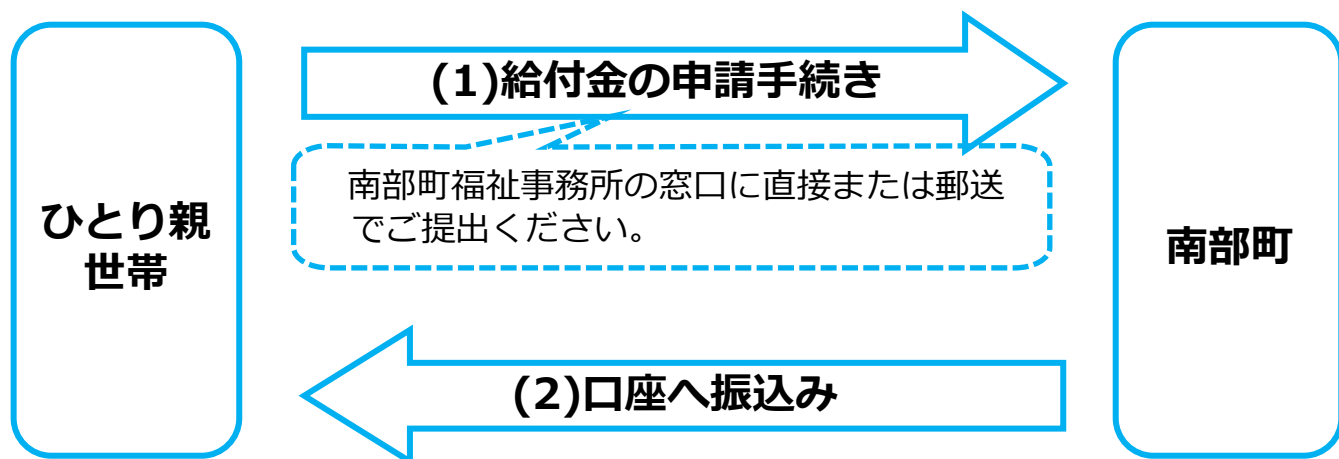 (1)給付金の申請手続き
南部町福祉事務所の窓口に直接または郵送
でご提出ください。
ひとり親
世帯
南部町
(2)口座へ振込み